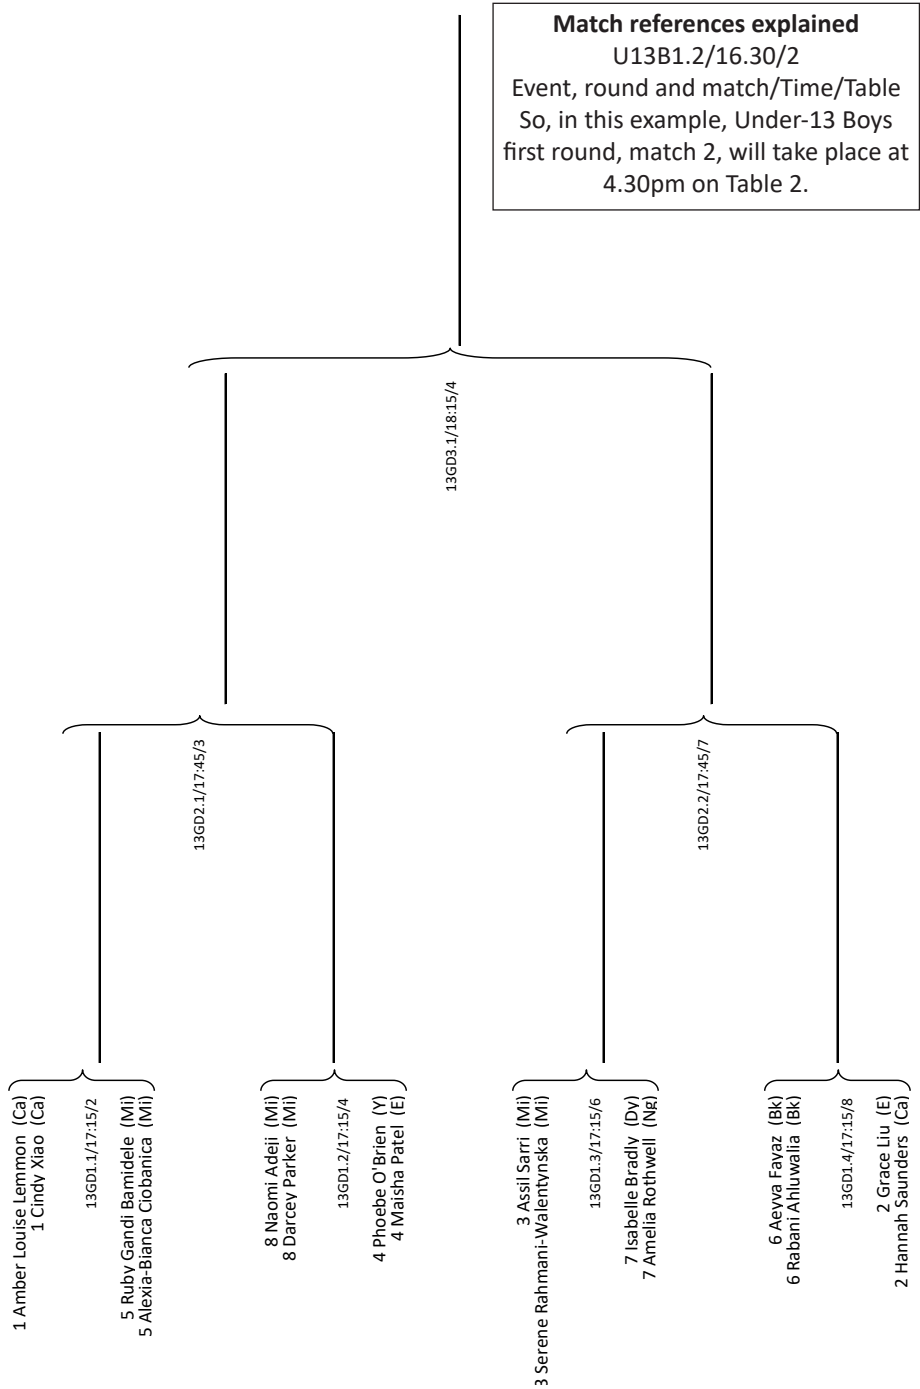 Match references explained
U13B1.2/16.30/2
Event, round and match/Time/Table
So, in this example, Under-13 Boys
first round, match 2, will take place at
4.30pm on Table 2.
1 Amber Louise Lemmon (Ca)
1 Cindy Xiao (Ca)
13GD1.1/17:15/2
5 Ruby Gandi Bamidele (Mi)
5 Alexia-Bianca Ciobanica (Mi)
8 Naomi Adeji (Mi)
8 Darcey Parker (Mi)
13GD1.2/17:15/4
4 Phoebe O'Brien (Y)
4 Maisha Patel (E)
3 Assil Sarri (Mi)
3 Serene Rahmani-Walentynska (Mi)
13GD1.3/17:15/6
7 Isabelle Bradly (Dy)
7 Amelia Rothwell (Ng)
6 Aeyva Fayaz (Bk)
6 Rabani Ahluwalia (Bk)
13GD1.4/17:15/8
2 Grace Liu (E)
2 Hannah Saunders (Ca)
13GD2.1/17:45/3
13GD2.2/17:45/7
13GD3.1/18:15/4